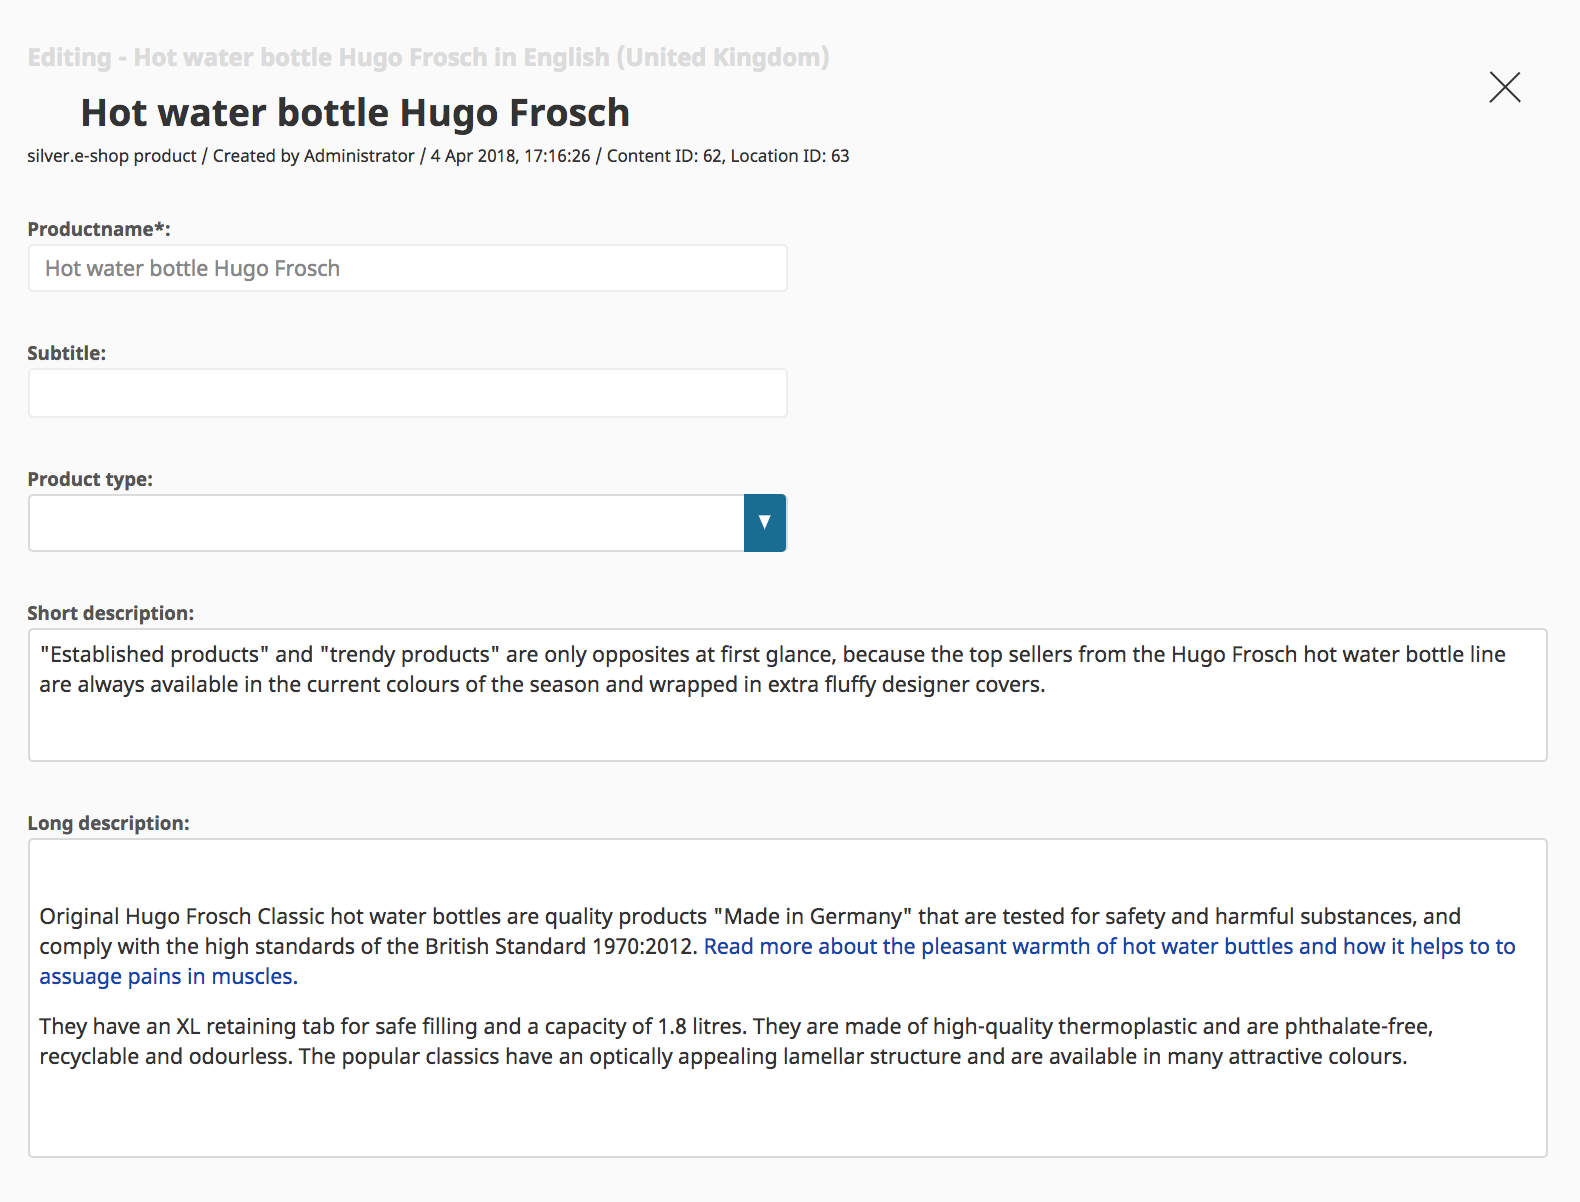 Editing - Hot water bottle Hugo Frosch in English (United Kingdom)
Hot water bottle Hugo Frosch
silver.e-shop product / Created by Administrator / 4 Apr 2018, 17:16:26 / Content ID: 62, Location ID: 63
Productname*:
Hot water bottle Hugo Frosch
Subtitle:
Product type:
Short description:
"Established products" and "trendy products" are only opposites at first glance, because the top sellers from the Hugo Frosch hot water bottle line
are always available in the current colours of the season and wrapped in extra fluffy designer covers.
Long description:
Original Hugo Frosch Classic hot water bottles are quality products "Made in Germany" that are tested for safety and harmful substances, and
comply with the high standards of the British Standard 1970:2012. Read more about the pleasant warmth of hot water buttles and how it helps to to
assuage pains in muscles.
They have an XL retaining tab for safe filling and a capacity of 1.8 litres. They are made of high-quality thermoplastic and are phthalate-free,
recyclable and odourless. The popular classics have an optically appealing lamellar structure and are available in many attractive colours.